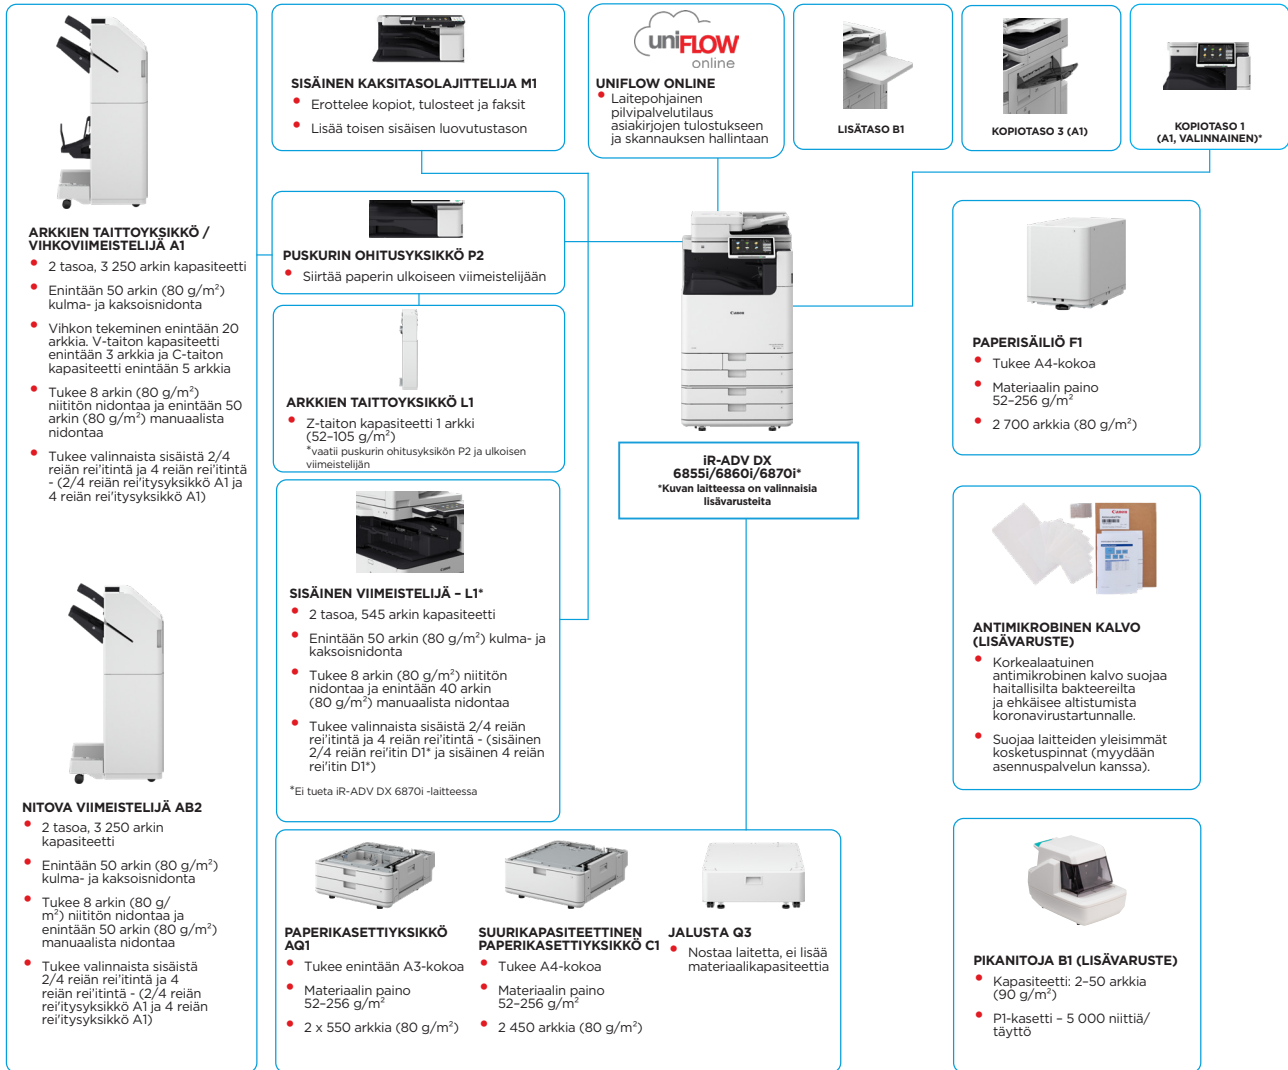 ARKKIEN TAITTOYKSIKKÖ /
VIHKOVIIMEISTELIJÄ A1
• 2 tasoa, 3 250 arkin kapasiteetti
• Enintään 50 arkin (80 g/m²)
kulma- ja kaksoisnidonta
• Vihkon tekeminen enintään 20
arkkia. V-taiton kapasiteetti
enintään 3 arkkia ja C-taiton
kapasiteetti enintään 5 arkkia
• Tukee 8 arkin (80 g/m²)
niititön nidontaa ja enintään 50
arkin (80 g/m²) manuaalista
nidontaa
• Tukee valinnaista sisäistä 2/4
reiän rei'itintä ja 4 reiän rei'itintä
- (2/4 reiän rei'itysyksikkö A1 ja
4 reiän rei'itysyksikkö A1)
NITOVA VIIMEISTELIJÄ AB2
• 2 tasoa, 3 250 arkin
kapasiteetti
• Enintään 50 arkin (80 g/m²)
kulma- ja kaksoisnidonta
• Tukee 8 arkin (80 g/
m²) niititön nidontaa ja
enintään 50 arkin (80 g/m²)
manuaalista nidontaa
• Tukee valinnaista sisäistä
2/4 reiän rei'itintä ja 4
reiän rei'itintä - (2/4 reiän
rei'itysyksikkö A1 ja 4 reiän
rei'itysyksikkö A1)
SISÄINEN KAKSITASOLAJITTELIJA M1
• Erottelee kopiot, tulosteet ja faksit
• Lisää toisen sisäisen luovutustason
PUSKURIN OHITUSYKSIKKÖ P2
• Siirtää paperin ulkoiseen viimeistelijään
ARKKIEN TAITTOYKSIKKÖ L1
• Z-taiton kapasiteetti 1 arkki
(52–105 g/m²)
*vaatii puskurin ohitusyksikön P2 ja ulkoisen
viimeistelijän
SISÄINEN VIIMEISTELIJÄ – L1*
• 2 tasoa, 545 arkin kapasiteetti
• Enintään 50 arkin (80 g/m²) kulma- ja
kaksoisnidonta
• Tukee 8 arkin (80 g/m²) niititön
nidontaa ja enintään 40 arkin
(80 g/m²) manuaalista nidontaa
• Tukee valinnaista sisäistä 2/4 reiän
rei'itintä ja 4 reiän rei'itintä - (sisäinen
2/4 reiän rei'itin D1* ja sisäinen 4 reiän
rei'itin D1*)
*Ei tueta iR-ADV DX 6870i -laitteessa
uniFLOW
online
UNIFLOW ONLINE
• Laitepohjainen
pilvipalvelutilaus
asiakirjojen tulostukseen
ja skannauksen hallintaan
LISÄTASO B1
KOPIOTASO 3 (A1)
KOPIOTASO 1
(A1, VALINNAINEN)*
Canon
iR-ADV DX
6855i/6860i/6870i*
*Kuvan laitteessa on valinnaisia
lisävarusteita
PAPERIKASETTIYKSIKKÖ
AQ1
• Tukee enintään A3-kokoa
• Materiaalin paino
52–256 g/m²
• 2 x 550 arkkia (80 g/m²)
SUURIKAPASITEETTINEN
PAPERIKASETTIYKSIKKÖ C1
• Tukee A4-kokoa
• Materiaalin paino
52–256 g/m²
• 2 450 arkkia (80 g/m²)
JALUSTA Q3
• Nostaa laitetta, ei lisää
materiaalikapasiteettia
PAPERISÄILIÖ F1
• Tukee A4-kokoa
• Materiaalin paino
52–256 g/m²
• 2 700 arkkia (80 g/m²)
Canon
ANTIMIKROBINEN KALVO
(LISÄVARUSTE)
• Korkealaatuinen
antimikrobinen kalvo suojaa
haitallisilta bakteereilta
ja ehkäisee altistumista
koronavirustartunnalle.
• Suojaa laitteiden yleisimmät
kosketuspinnat (myydään
asennuspalvelun kanssa).
PIKANITOJA B1 (LISÄVARUSTE)
• Kapasiteetti: 2–50 arkkia
(90 g/m²)
• P1-kasetti – 5 000 niittiä/
täyttö